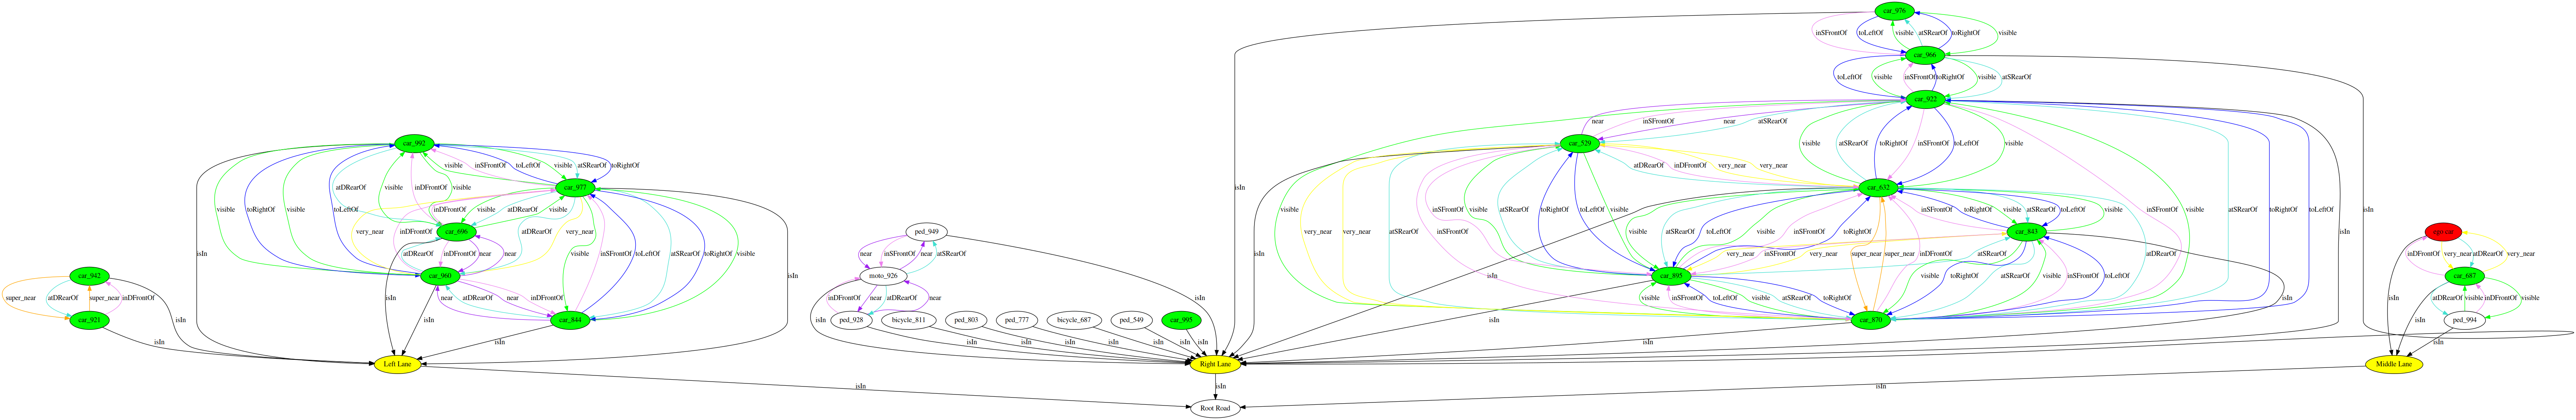 car_976
inSFrontOf toLeftOf visible atSRearOf toRightOf visible
car_966
toLeftOf visible inSFrontOf toRightOf visible atSRearOf
car_922
near inSFrontOf near atSRearOf visible atSRearOf toRightOf inSFrontOf toLeftOf visible
car_992
car_529
visible inSFrontOf toLeftOf visible atSRearOf toRightOf
atDRearOf inDFrontOf very_near very_near
isIn
car_977
car_632
atDRearOf visible inDFrontOf visible
visible toRightOf visible toLeftOf very_near inDFrontOf visible atDRearOf visible
visible very_near very_near atSRearOf inSFrontOf inSFrontOf visible atSRearOf toRightOf toLeftOf visible
visible atSRearOf toLeftOf visible inSFrontOf toRightOf
inSFrontOf toRightOf visible atSRearOf toLeftOf visible
inSFrontOf visible atSRearOf toRightOf toLeftOf isIn isIn
car_696
ped_949
car_843
ego car
isIn atDRearOf inDFrontOf near near atDRearOf very_near
visible inSFrontOf toLeftOf atSRearOf toRightOf visible isIn
near inSFrontOf near atSRearOf
isIn very_near inSFrontOf very_near super_near super_near inDFrontOf atSRearOf atDRearOf
inDFrontOf very_near atDRearOf very_near
car_942
car_960
moto_926
isIn
car_895
car_687
super_near atDRearOf super_near inDFrontOf
isIn isIn near atDRearOf near inDFrontOf
inDFrontOf near atDRearOf near isIn
visible inSFrontOf toLeftOf visible atSRearOf toRightOf
visible toRightOf atSRearOf visible inSFrontOf toLeftOf
isIn atDRearOf visible inDFrontOf visible
car_921
isIn
car_844
isIn
ped_928
bicycle_811
ped_803
ped_777
bicycle_687
ped_549
car_995
car_870
isIn
ped_994
isIn
isIn
isIn
isIn
isIn
isIn
isIn
isIn
isIn
isIn
isIn
Left Lane
Right Lane
Middle Lane
isIn
isIn
isIn
Root Road